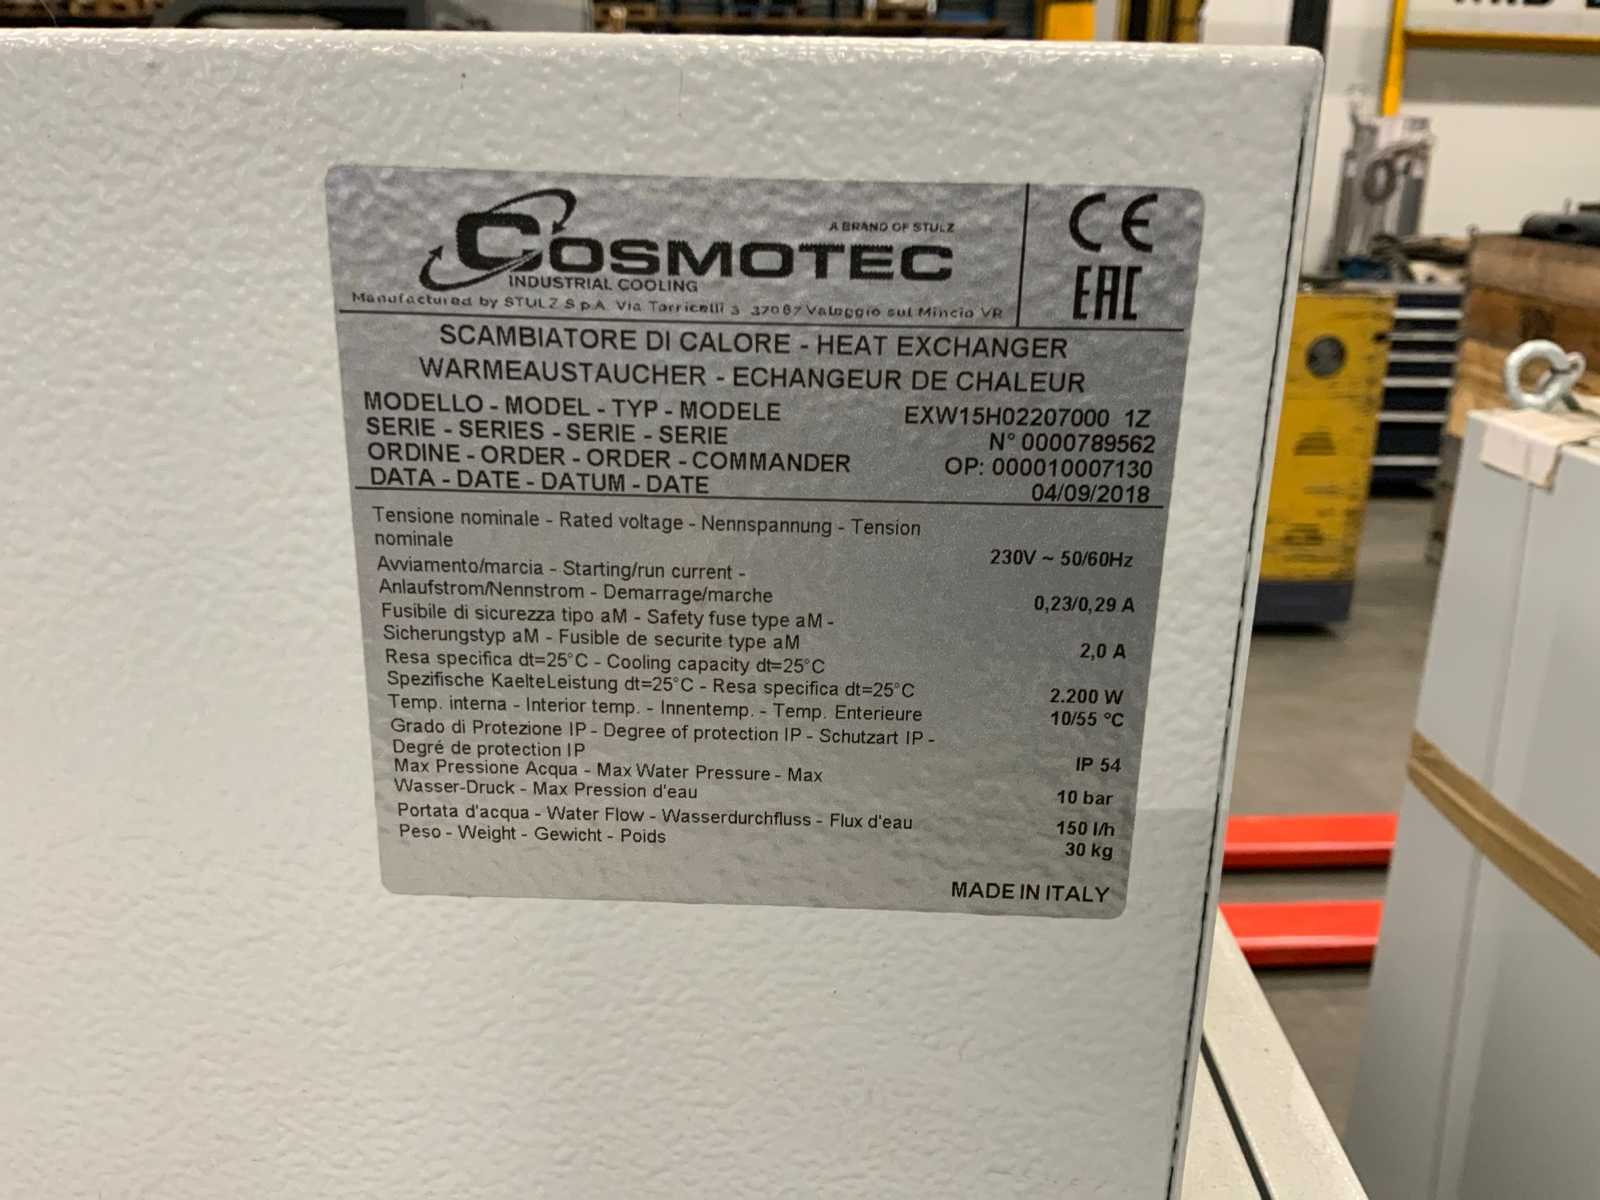 A BRAND OF STULZ
COSMOTEC
INDUSTRIAL COOLING
Manufactured by STULZ S.p.A. Via Torricelli 3 37067 Valeggio sul Mincio VR
CE
EAC
SCAMBIATORE DI CALORE - HEAT EXCHANGER
WARMEAUSTAUCHER - ECHANGEUR DE CHALEUR
MODELLO - MODEL - TYP - MODELE EXW15H02207000 1Z
SERIE - SERIES - SERIE - SERIE N° 0000789562
ORDINE - ORDER - ORDER - COMMANDER OP: 000010007130
DATA - DATE - DATUM - DATE 04/09/2018
Tensione nominale - Rated voltage - Nennspannung - Tension
nominale 230V ~ 50/60Hz
Avviamento/marcia - Starting/run current -
Anlaufstrom/Nennstrom - Demarrage/marche 0,23/0,29 A
Fusibile di sicurezza tipo aM - Safety fuse type aM -
Sicherungstyp aM - Fusible de securite type aM 2,0 A
Resa specifica dt=25°C - Cooling capacity dt=25°C
Spezifische KaelteLeistung dt=25°C - Resa specifica dt=25°C 2.200 W
Temp. interna - Interior temp. - Innentemp. - Temp. Enterieure 10/55 °C
Grado di Protezione IP - Degree of protection IP - Schutzart IP -
Degré de protection IP IP 54
Max Pressione Acqua - Max Water Pressure - Max
Wasser-Druck - Max Pression d'eau 10 bar
Portata d'acqua - Water Flow - Wasserdurchfluss - Flux d'eau 150 l/h
Peso - Weight - Gewicht - Poids 30 kg
MADE IN ITALY